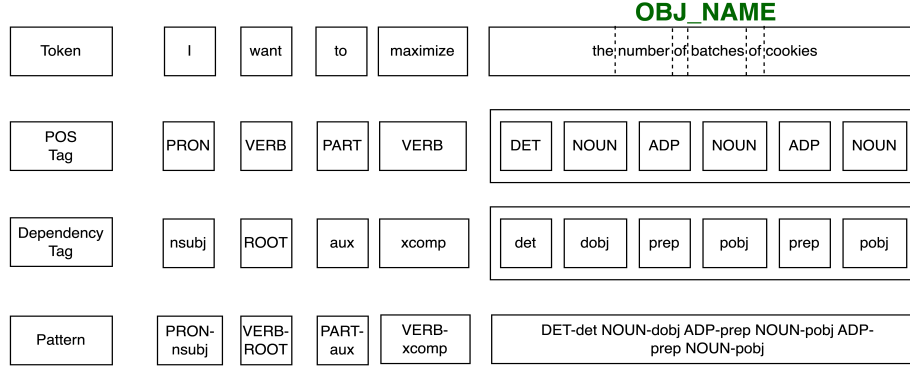 OBJ_NAME
Token I want to maximize the number of batches of cookies
POS
Tag PRON VERB PART VERB DET NOUN ADP NOUN ADP NOUN
Dependency
Tag nsubj ROOT aux xcomp det dobj prep pobj prep pobj
Pattern PRON-
nsubj VERB-
ROOT PART-
aux VERB-
xcomp DET-det NOUN-dobj ADP-prep NOUN-pobj ADP-
prep NOUN-pobj